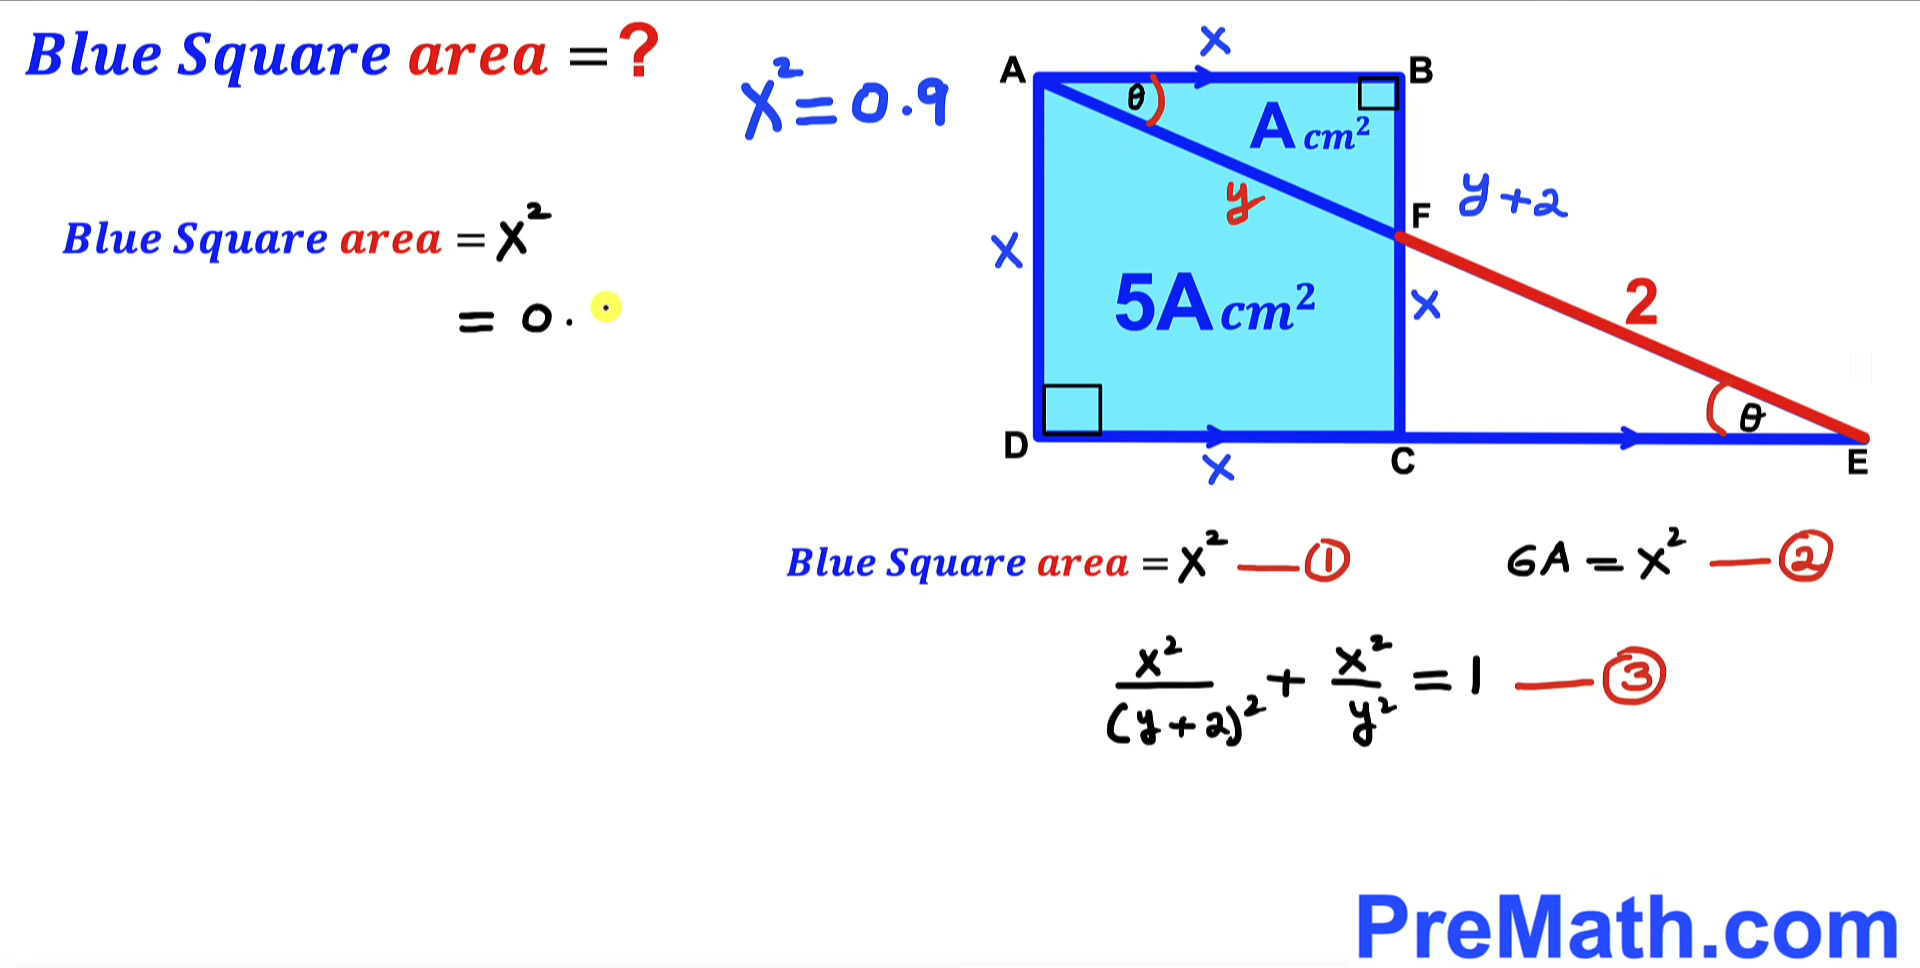 Blue Square area = ?
x² = 0.9
Blue Square area = x²
= 0.
A
x
B
θ
A cm²
y
F
y+2
x
5A cm²
x
2
θ
D
x
C
E
Blue Square area = x² — ①
6A = x² — ②
x²/(y+2)² + x²/y² = 1 — ③
PreMath.com